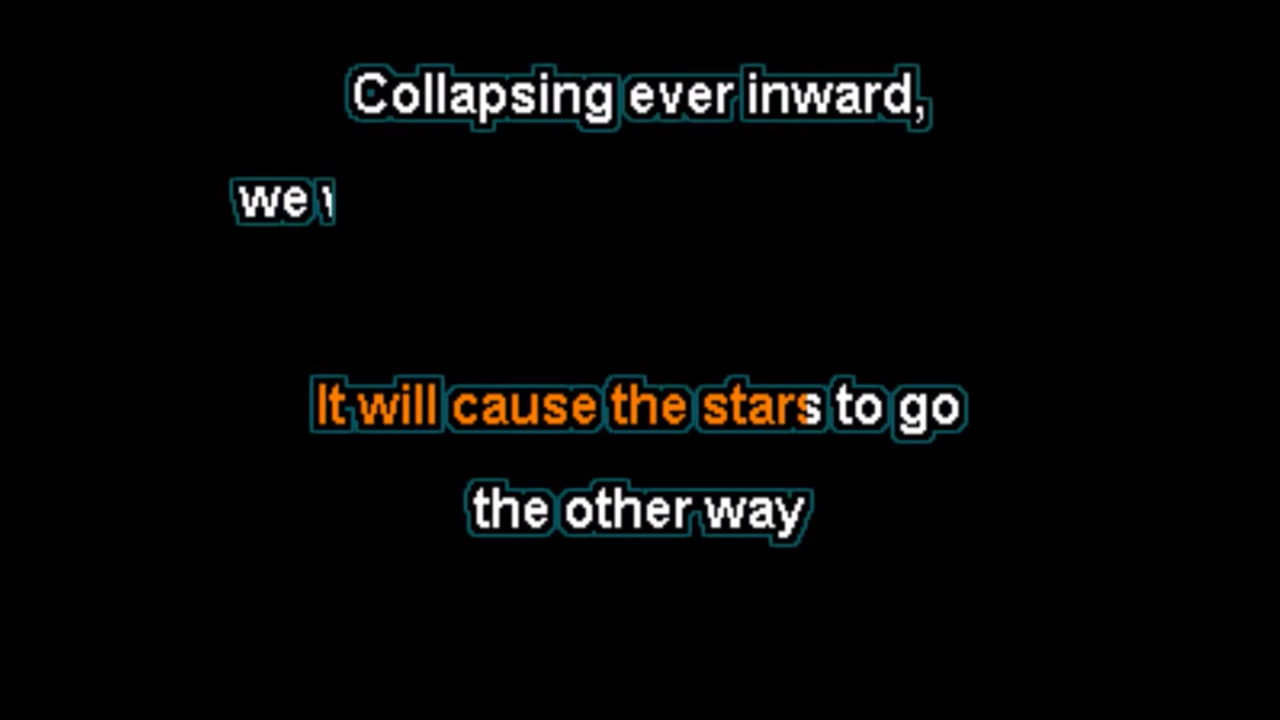 Collapsing ever inward,
we
It will cause the stars to go
the other way